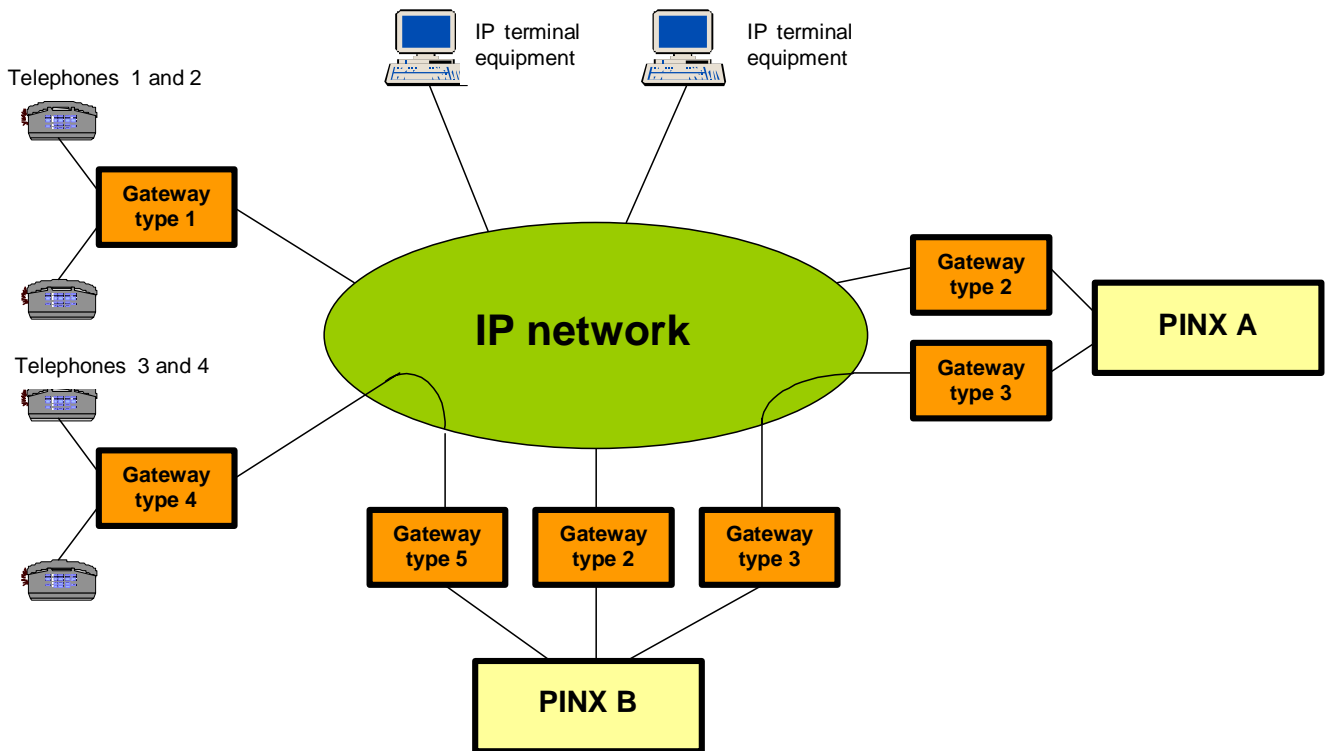 IP terminal
equipment
IP terminal
equipment
Telephones 1 and 2
Gateway
type 1
Gateway
type 2
IP network
PINX A
Gateway
type 3
Telephones 3 and 4
Gateway
type 4
Gateway
type 5
Gateway
type 2
Gateway
type 3
PINX B